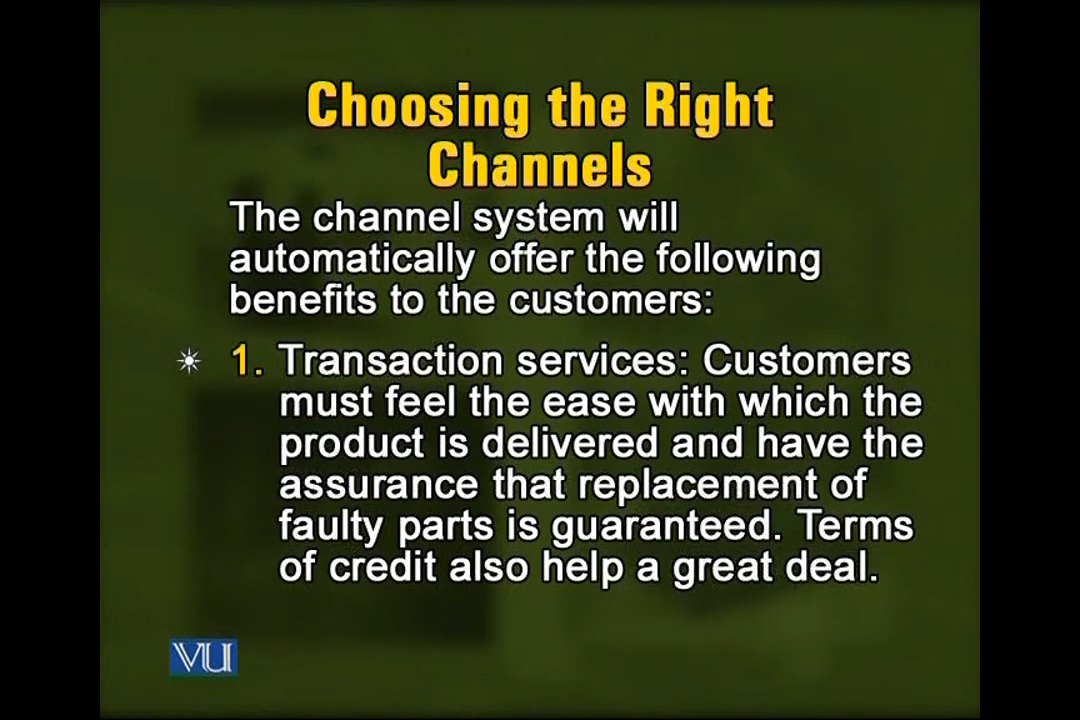 Choosing the Right
Channels
The channel system will
automatically offer the following
benefits to the customers:
1. Transaction services: Customers
must feel the ease with which the
product is delivered and have the
assurance that replacement of
faulty parts is guaranteed. Terms
of credit also help a great deal.
VU